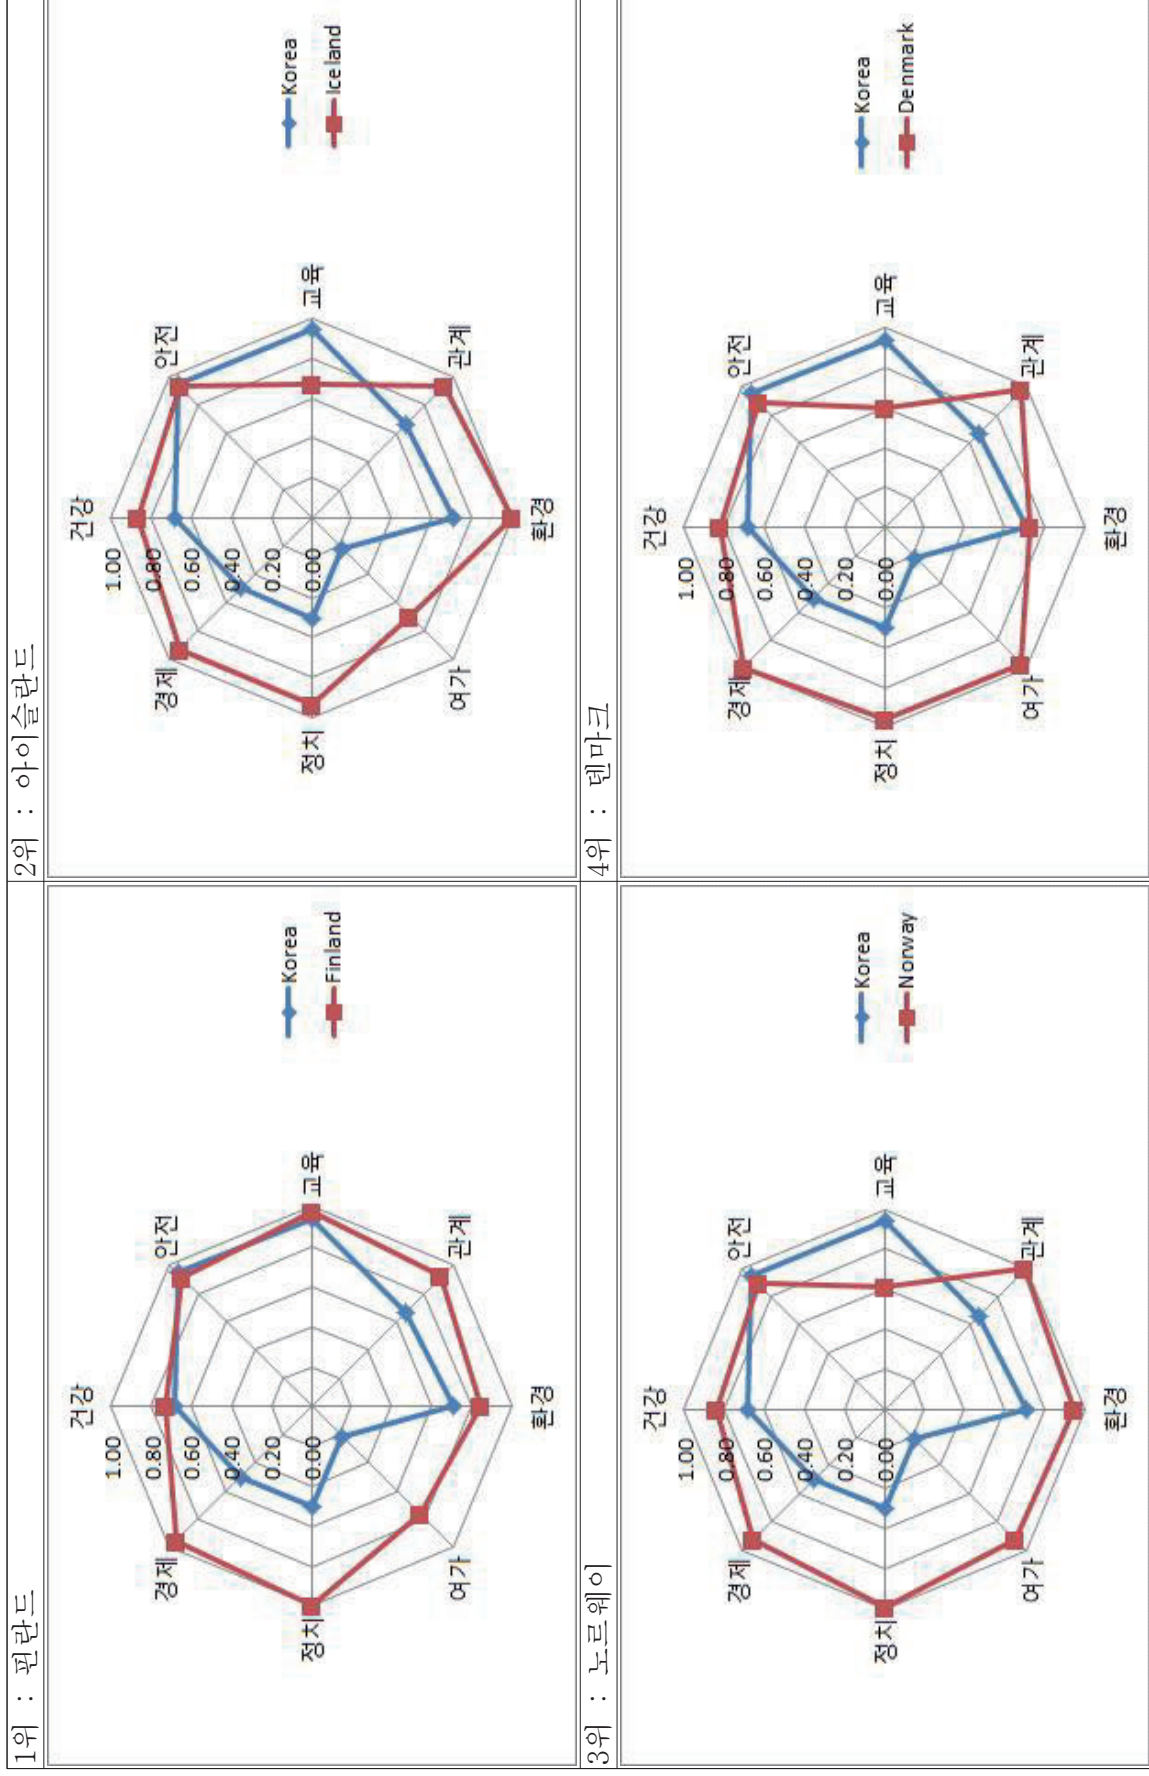 1위 : 핀란드
건강
안전
교육
관계
환경
여가
정치
경제
1.00
0.80
0.60
0.40
0.20
0.00
Korea
Finland
2위 : 아이슬란드
건강
안전
교육
관계
환경
여가
정치
경제
1.00
0.80
0.60
0.40
0.20
0.00
Korea
Iceland
3위 : 노르웨이
건강
안전
교육
관계
환경
여가
정치
경제
1.00
0.80
0.60
0.40
0.20
0.00
Korea
Norway
4위 : 덴마크
건강
안전
교육
관계
환경
여가
정치
경제
1.00
0.80
0.60
0.40
0.20
0.00
Korea
Denmark